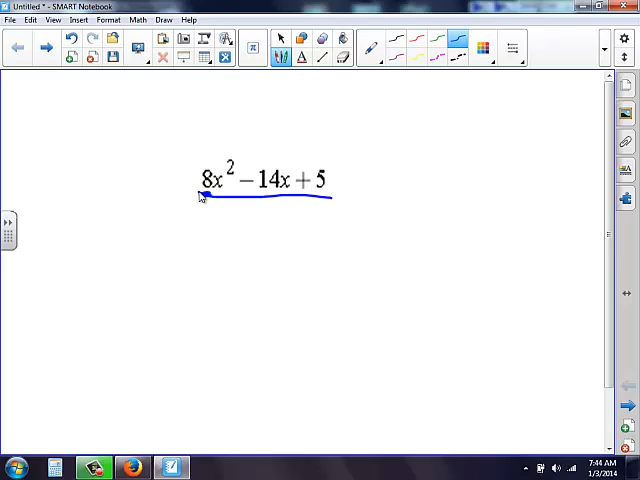 Untitled * - SMART Notebook
File Edit View Insert Format Math Draw Help
π
A
8x² − 14x + 5
7:44 AM
1/3/2014